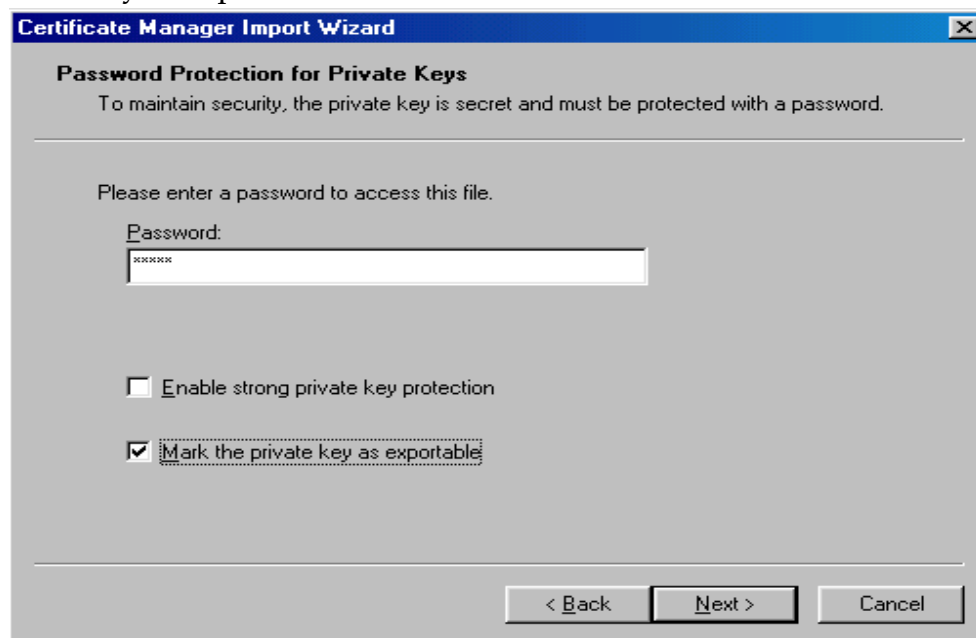 Certificate Manager Import Wizard
Password Protection for Private Keys
To maintain security, the private key is secret and must be protected with a password.
Please enter a password to access this file.
Password:
*****
Enable strong private key protection
Mark the private key as exportable
< Back Next > Cancel